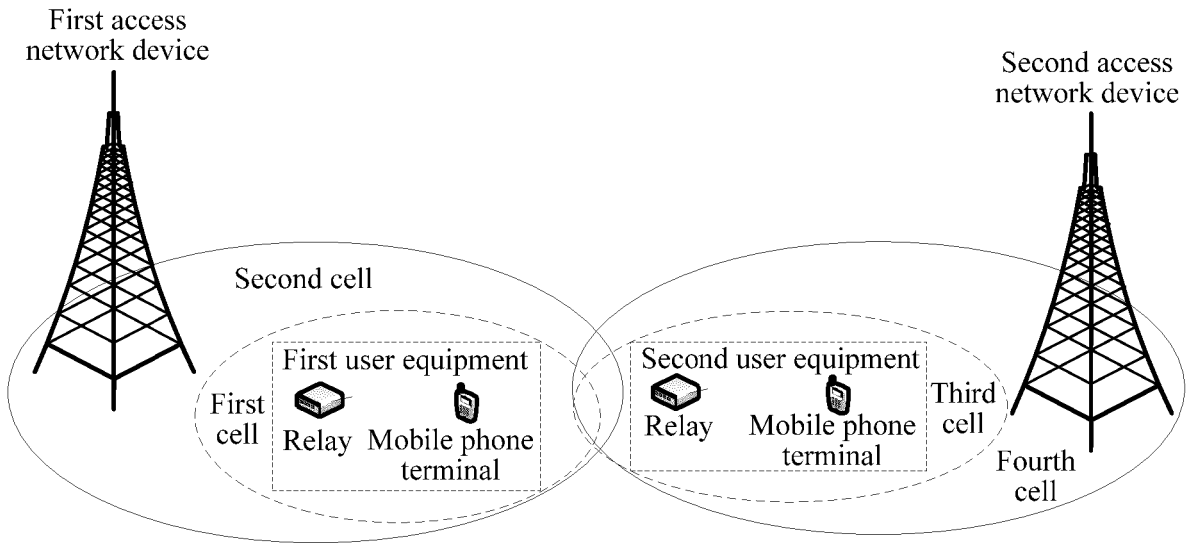 First access
network device
Second access
network device
Second cell
First user equipment
First
cell
Relay
Mobile phone
terminal
Second user equipment
Relay
Mobile phone
terminal
Third
cell
Fourth
cell